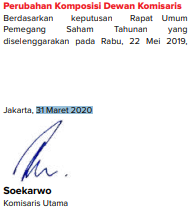 Perubahan Komposisi Dewan Komisaris
Berdasarkan keputusan Rapat Umum
Pemegang Saham Tahunan yang
diselenggarakan pada Rabu, 22 Mei 2019,
Jakarta, 31 Maret 2020
Soekarwo
Komisaris Utama